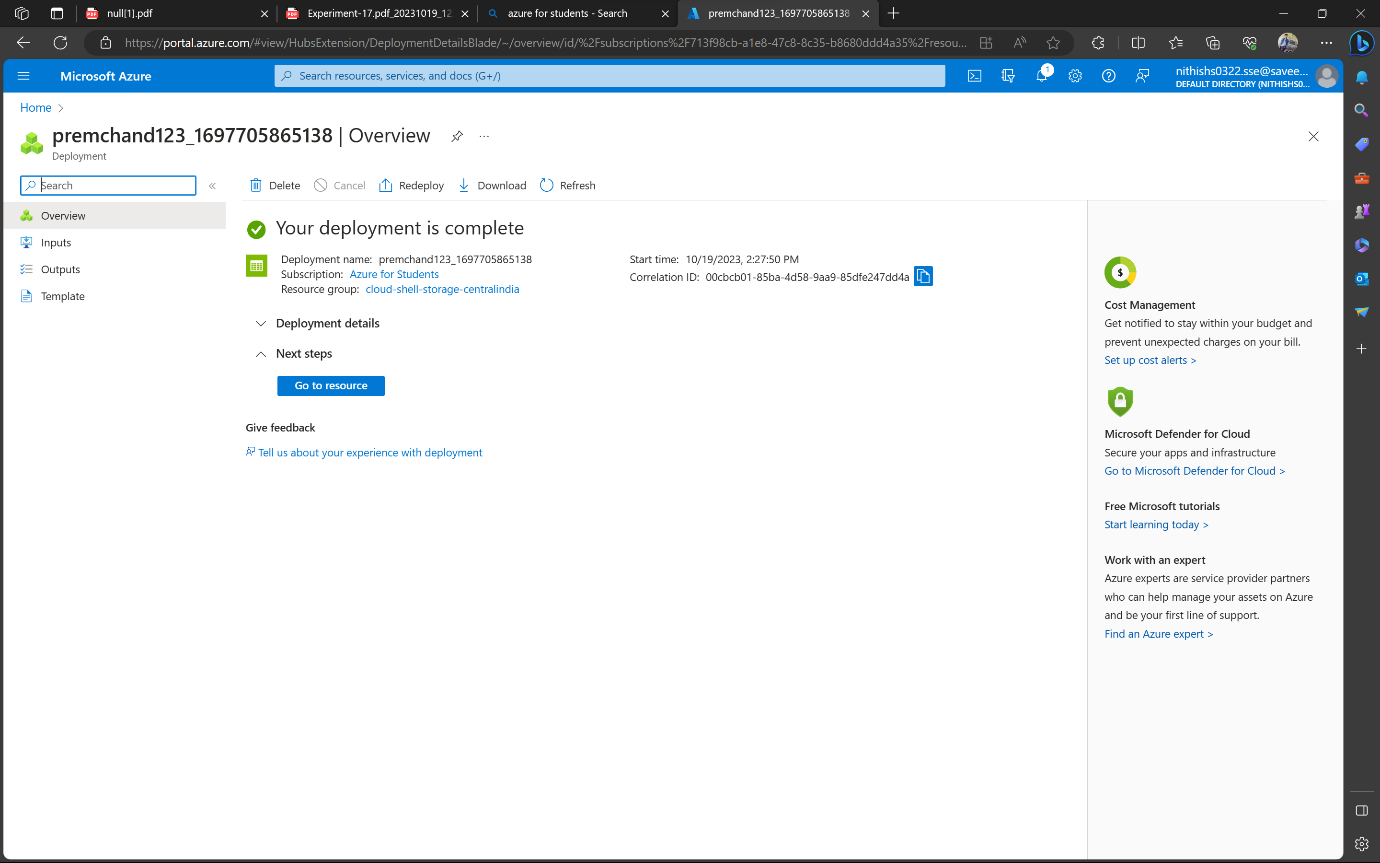 null[1].pdf
Experiment-17.pdf_20231019_12
azure for students - Search
premchand123_1697705865138
https://portal.azure.com/#view/HubsExtension/DeploymentDetailsBlade/~/overview/id/%2Fsubscriptions%2F713f98cb-a1e8-47c8-8c35-b8680ddd4a35%2Fresou...
Microsoft Azure
Search resources, services, and docs (G+/)
1
nithishs0322.sse@savee...
DEFAULT DIRECTORY (NITHISHS0...
Home
premchand123_1697705865138 | Overview
...
Deployment
Search
Delete
Cancel
Redeploy
Download
Refresh
Overview
Inputs
Outputs
Template
Your deployment is complete
Deployment name: premchand123_1697705865138
Subscription: Azure for Students
Resource group: cloud-shell-storage-centralindia
Start time: 10/19/2023, 2:27:50 PM
Correlation ID: 00cbcb01-85ba-4d58-9aa9-85dfe247dd4a
Deployment details
Next steps
Go to resource
Give feedback
Tell us about your experience with deployment
Cost Management
Get notified to stay within your budget and
prevent unexpected charges on your bill.
Set up cost alerts >
Microsoft Defender for Cloud
Secure your apps and infrastructure
Go to Microsoft Defender for Cloud >
Free Microsoft tutorials
Start learning today >
Work with an expert
Azure experts are service provider partners
who can help manage your assets on Azure
and be your first line of support.
Find an Azure expert >